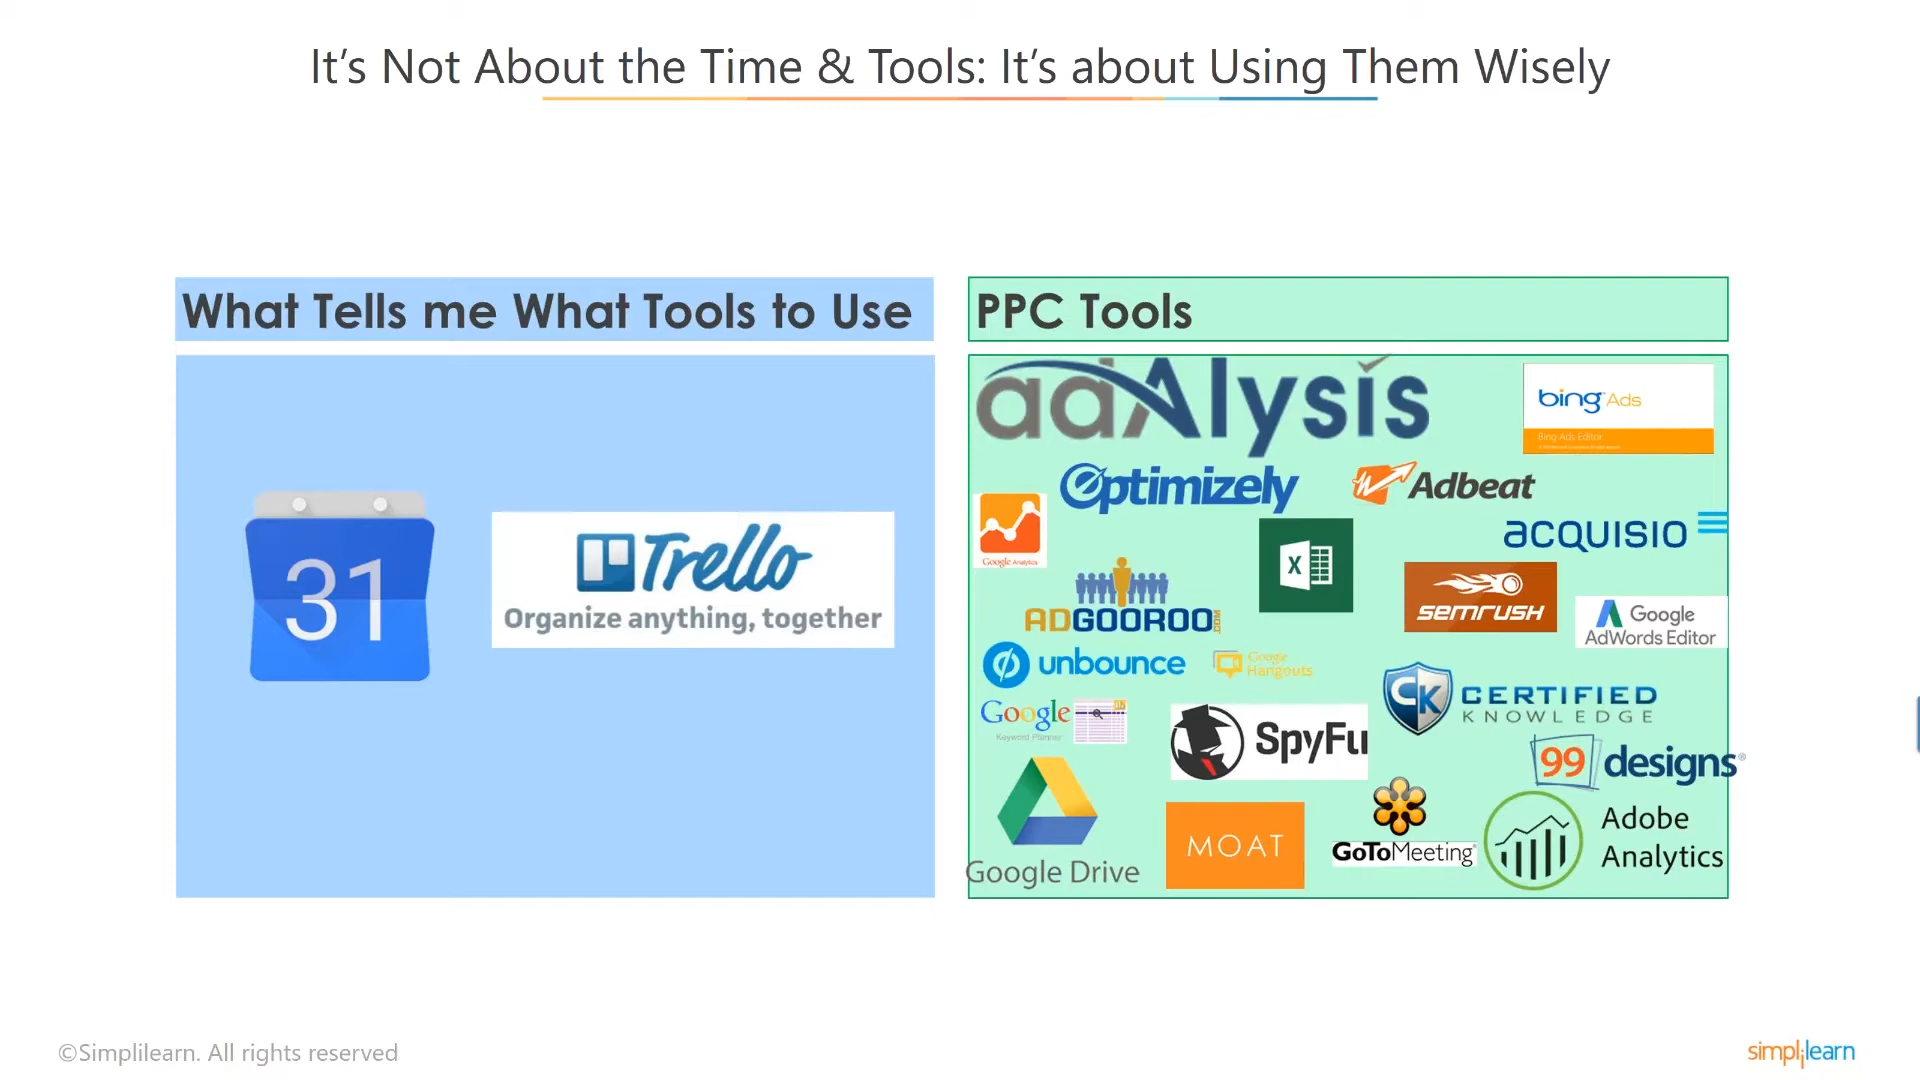 It’s Not About the Time & Tools: It’s about Using Them Wisely
What Tells me What Tools to Use
31
Trello
Organize anything, together
PPC Tools
adAlysis
bing Ads
Bing Ads Editor
Optimizely
Adbeat
Google Analytics
ACQUISIO
X
ADGOOROO
SEMRUSH
Google
AdWords Editor
unbounce
Google
Hangouts
CK
CERTIFIED
KNOWLEDGE
Google
Keyword Planner
SpyFu
99 designs®
Google Drive
MOAT
GoToMeeting
Adobe
Analytics
©Simplilearn. All rights reserved
simplilearn